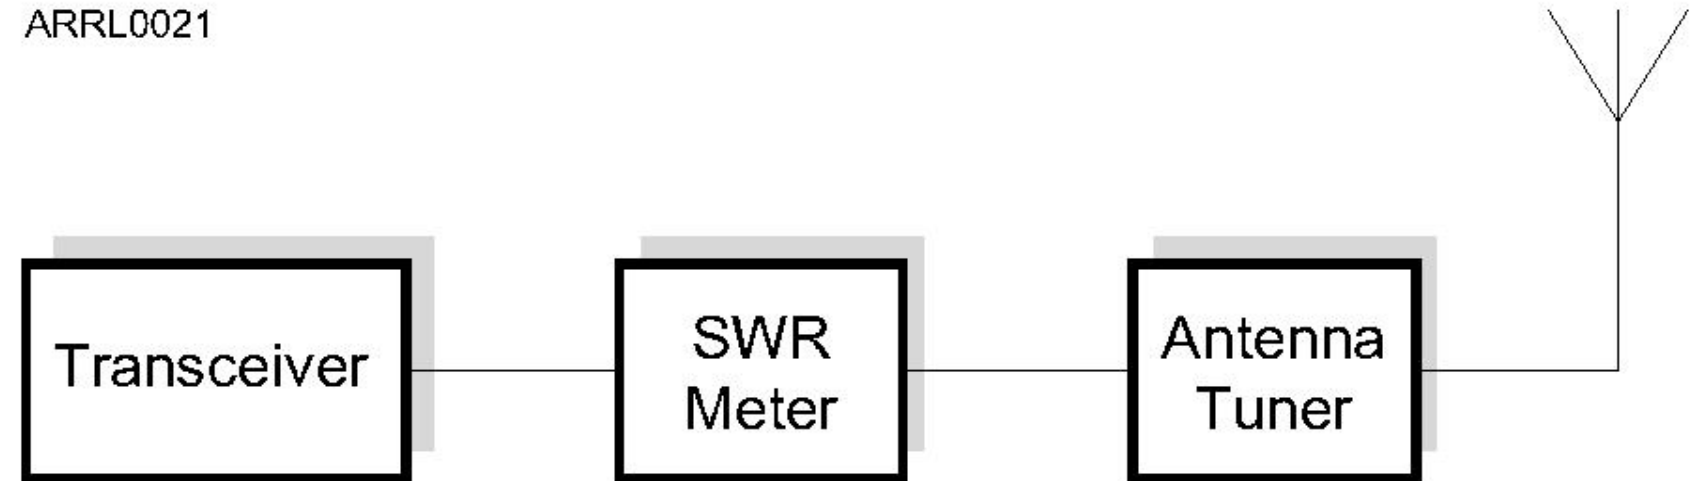 ARRL0021
Transceiver
SWR
Meter
Antenna
Tuner